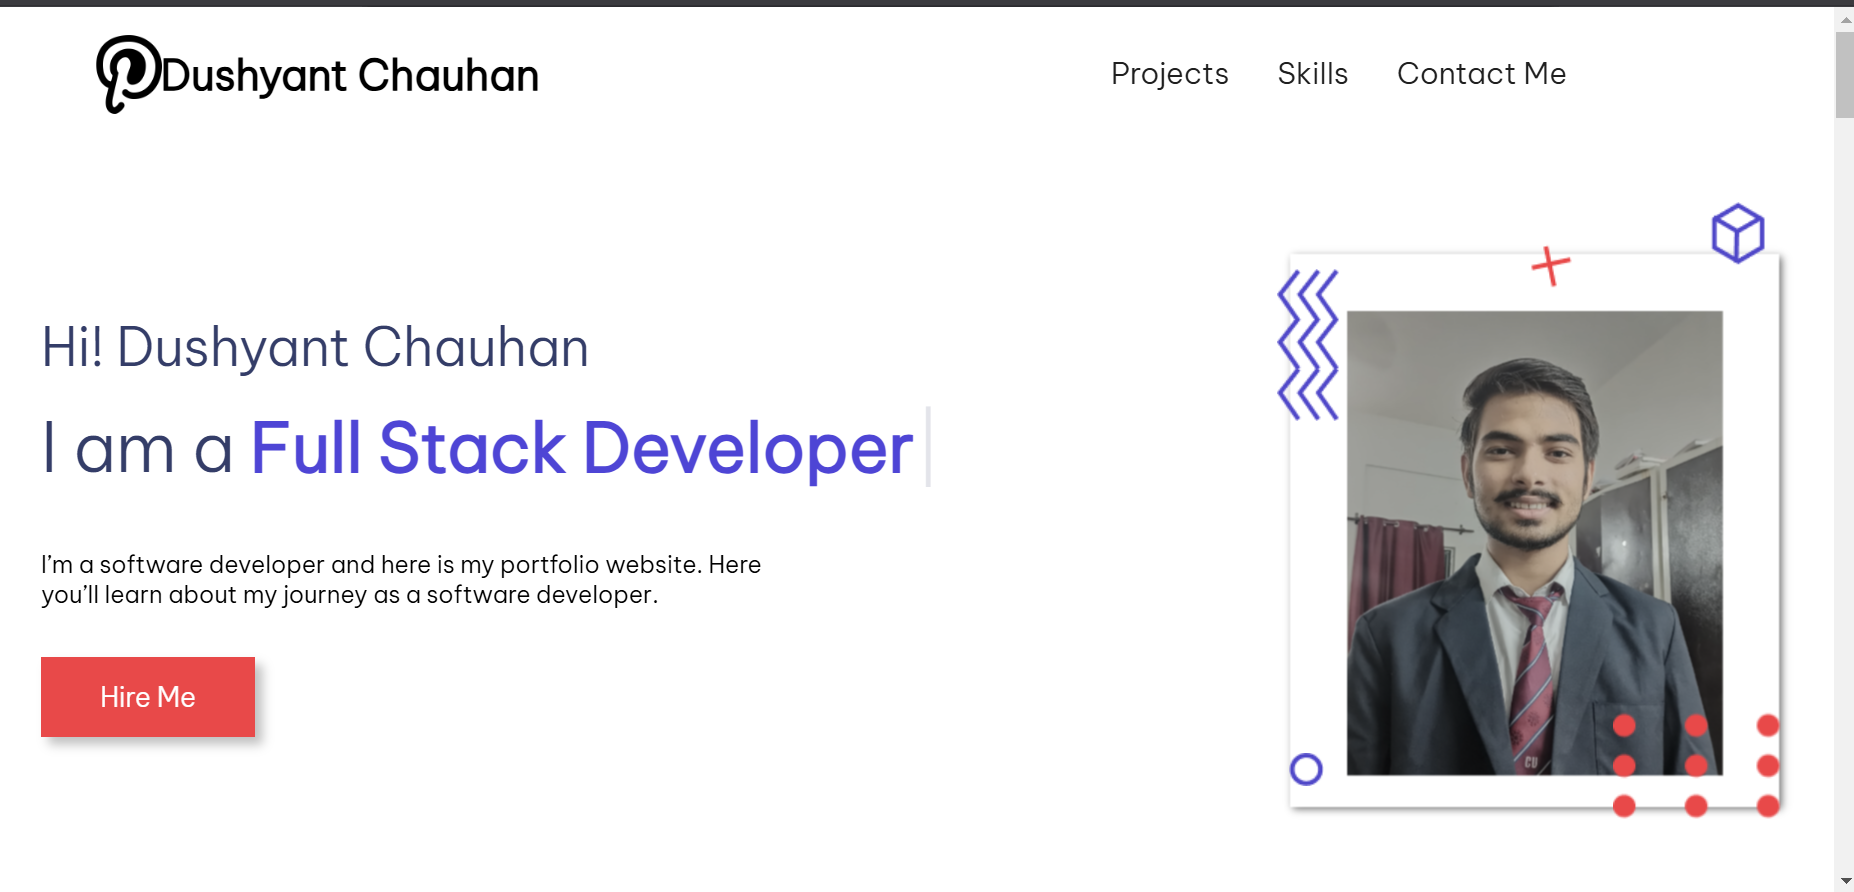 Dushyant Chauhan
Projects Skills Contact Me
Hi! Dushyant Chauhan
I am a Full Stack Developer
I’m a software developer and here is my portfolio website. Here
you’ll learn about my journey as a software developer.
Hire Me
CU